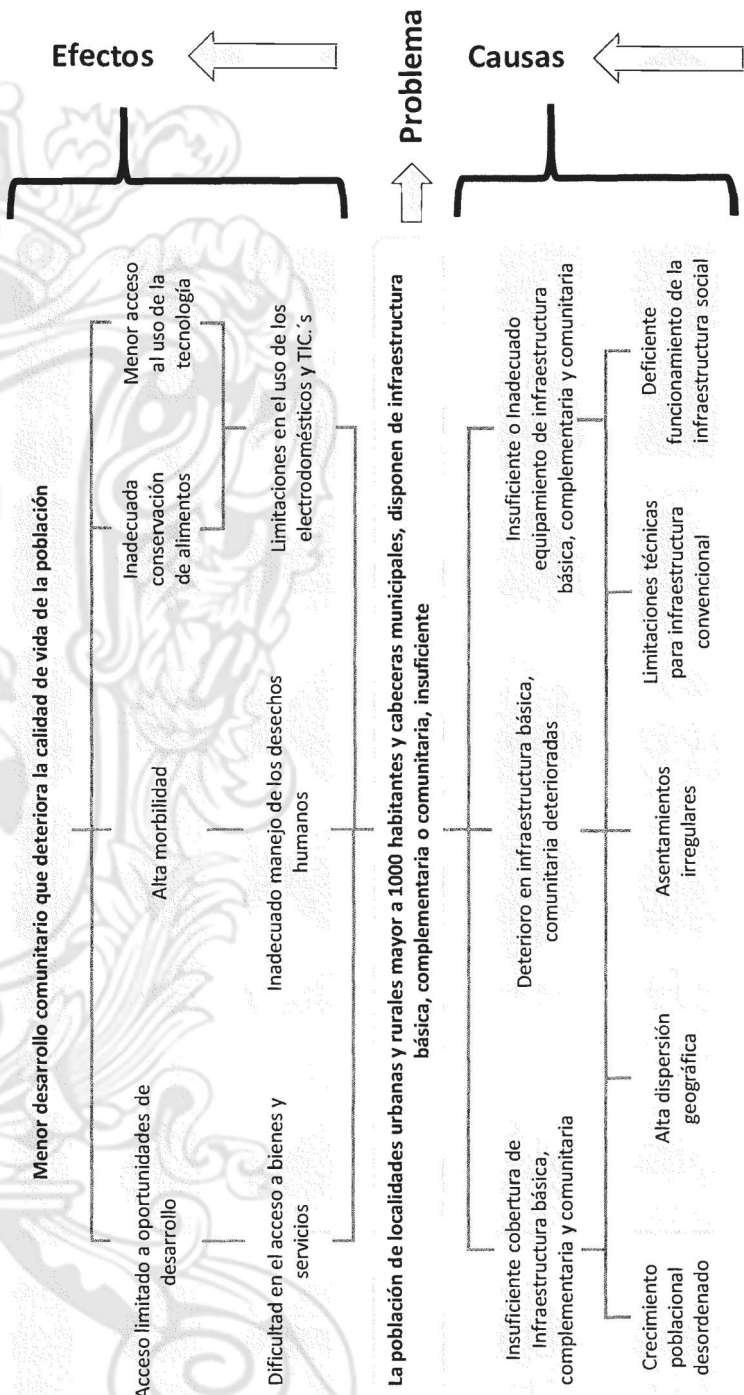 Menor desarrollo comunitario que deteriora la calidad de vida de la población
Acceso limitado a oportunidades de
desarrollo
Alta morbilidad
Inadecuada
conservación
de alimentos
Menor acceso
al uso de la
tecnología
Dificultad en el acceso a bienes y
servicios
Inadecuado manejo de los desechos
humanos
Limitaciones en el uso de los
electrodomésticos y TIC.´s
Efectos
La población de localidades urbanas y rurales mayor a 1000 habitantes y cabeceras municipales, disponen de infraestructura
básica, complementaria o comunitaria, insuficiente
Problema
Insuficiente cobertura de
Infraestructura básica,
complementaria y comunitaria
Deterioro en infraestructura básica,
comunitaria deterioradas
Insuficiente o Inadecuado
equipamiento de infraestructura
básica, complementaria y comunitaria
Causas
Crecimiento
poblacional
desordenado
Alta dispersión
geográfica
Asentamientos
irregulares
Limitaciones técnicas
para infraestructura
convencional
Deficiente
funcionamiento de la
infraestructura social